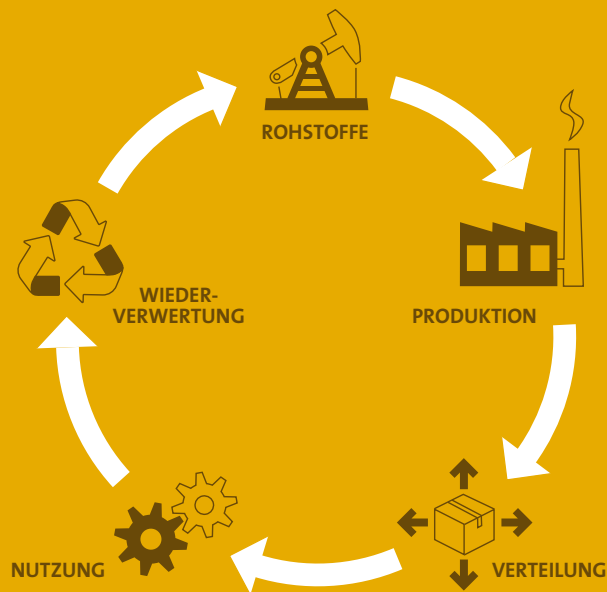 ROHSTOFFE
PRODUKTION
VERTEILUNG
NUTZUNG
WIEDER-
VERWERTUNG